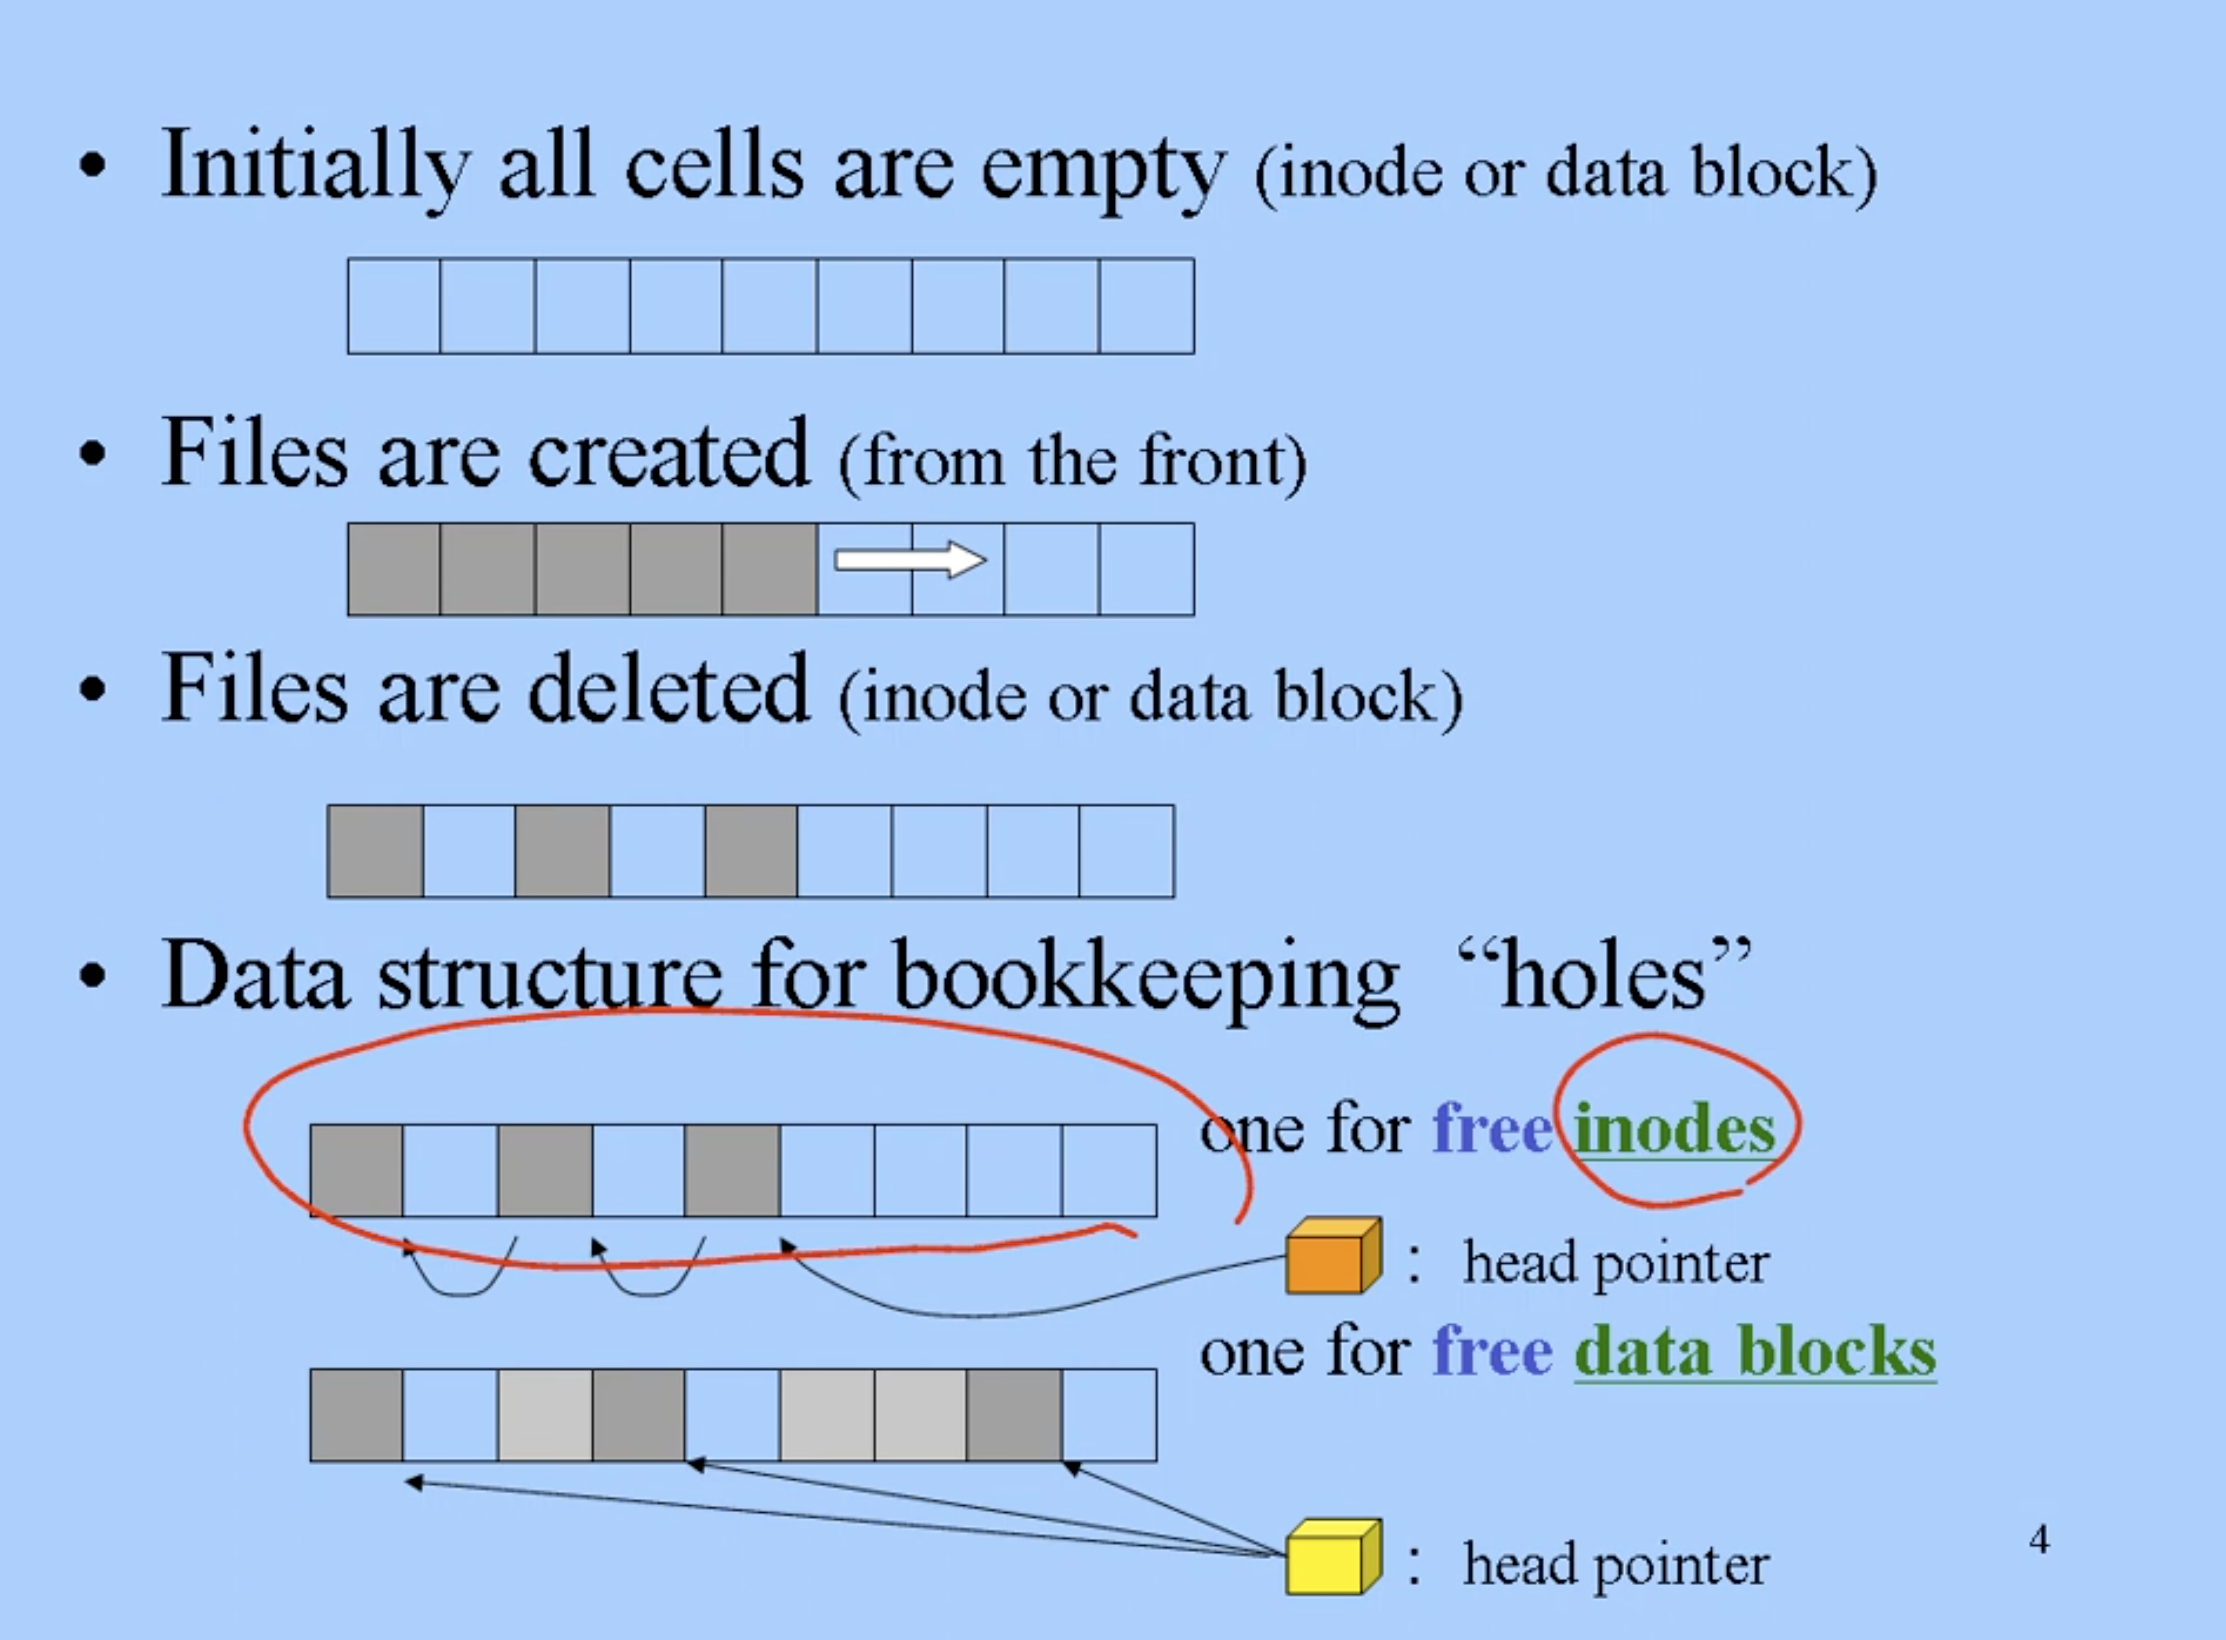 • Initially all cells are empty (inode or data block)
• Files are created (from the front)
• Files are deleted (inode or data block)
• Data structure for bookkeeping “holes”
one for free inodes
: head pointer
one for free data blocks
: head pointer
4